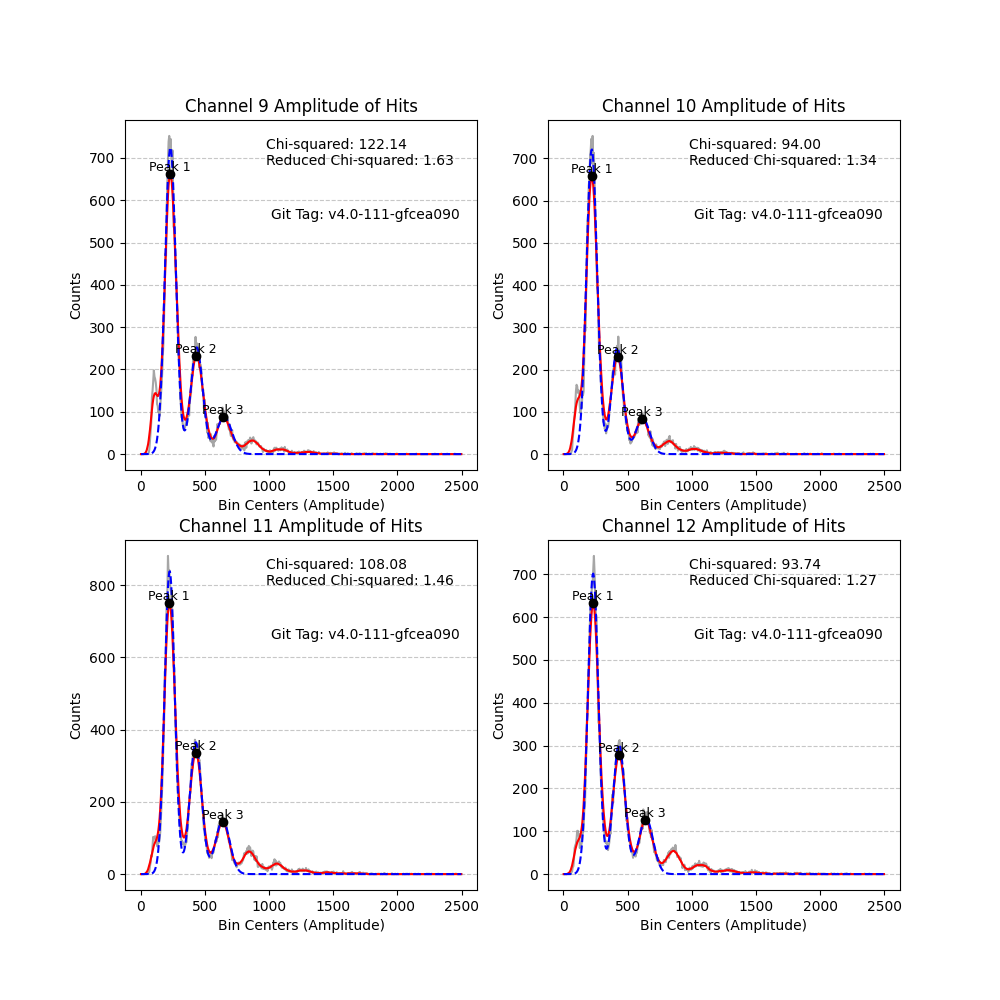 Channel 9 Amplitude of Hits
Chi-squared: 122.14
Reduced Chi-squared: 1.63
Git Tag: v4.0-111-gfcea090
Peak 1
Peak 2
Peak 3
Counts
700
600
500
400
300
200
100
0
0 500 1000 1500 2000 2500
Bin Centers (Amplitude)
Channel 10 Amplitude of Hits
Chi-squared: 94.00
Reduced Chi-squared: 1.34
Git Tag: v4.0-111-gfcea090
Peak 1
Peak 2
Peak 3
Counts
700
600
500
400
300
200
100
0
0 500 1000 1500 2000 2500
Bin Centers (Amplitude)
Channel 11 Amplitude of Hits
Chi-squared: 108.08
Reduced Chi-squared: 1.46
Git Tag: v4.0-111-gfcea090
Peak 1
Peak 2
Peak 3
Counts
800
600
400
200
0
0 500 1000 1500 2000 2500
Bin Centers (Amplitude)
Channel 12 Amplitude of Hits
Chi-squared: 93.74
Reduced Chi-squared: 1.27
Git Tag: v4.0-111-gfcea090
Peak 1
Peak 2
Peak 3
Counts
700
600
500
400
300
200
100
0
0 500 1000 1500 2000 2500
Bin Centers (Amplitude)